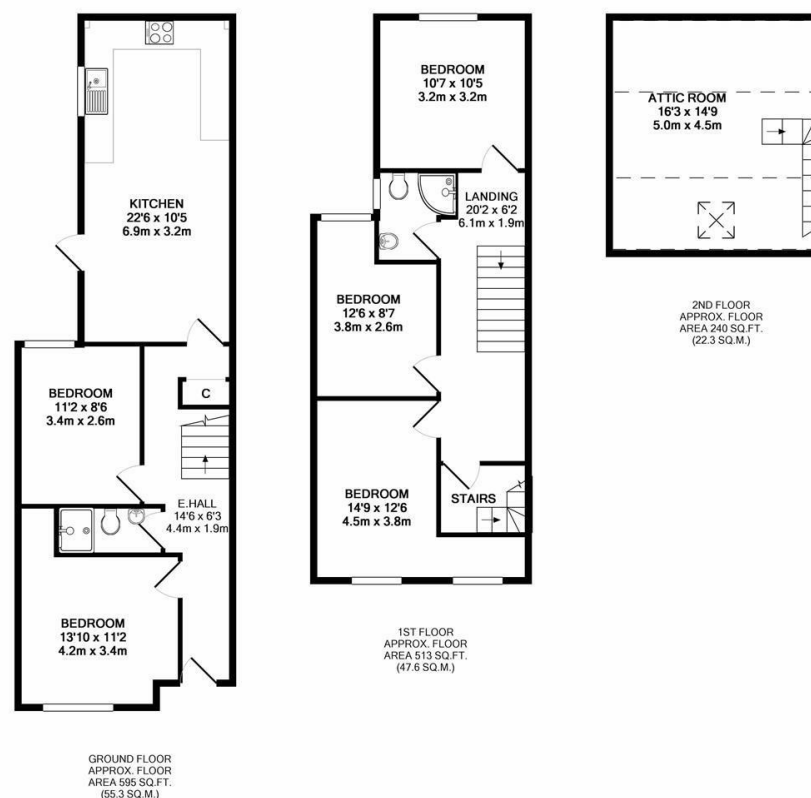 KITCHEN
22'6 x 10'5
6.9m x 3.2m
BEDROOM
11'2 x 8'6
3.4m x 2.6m
C
E.HALL
14'6 x 6'3
4.4m x 1.9m
BEDROOM
13'10 x 11'2
4.2m x 3.4m
GROUND FLOOR
APPROX. FLOOR
AREA 595 SQ.FT.
(55.3 SQ.M.)
BEDROOM
10'7 x 10'5
3.2m x 3.2m
LANDING
20'2 x 6'2
6.1m x 1.9m
BEDROOM
12'6 x 8'7
3.8m x 2.6m
BEDROOM
14'9 x 12'6
4.5m x 3.8m
STAIRS
1ST FLOOR
APPROX. FLOOR
AREA 513 SQ.FT.
(47.6 SQ.M.)
ATTIC ROOM
16'3 x 14'9
5.0m x 4.5m
2ND FLOOR
APPROX. FLOOR
AREA 240 SQ.FT.
(22.3 SQ.M.)